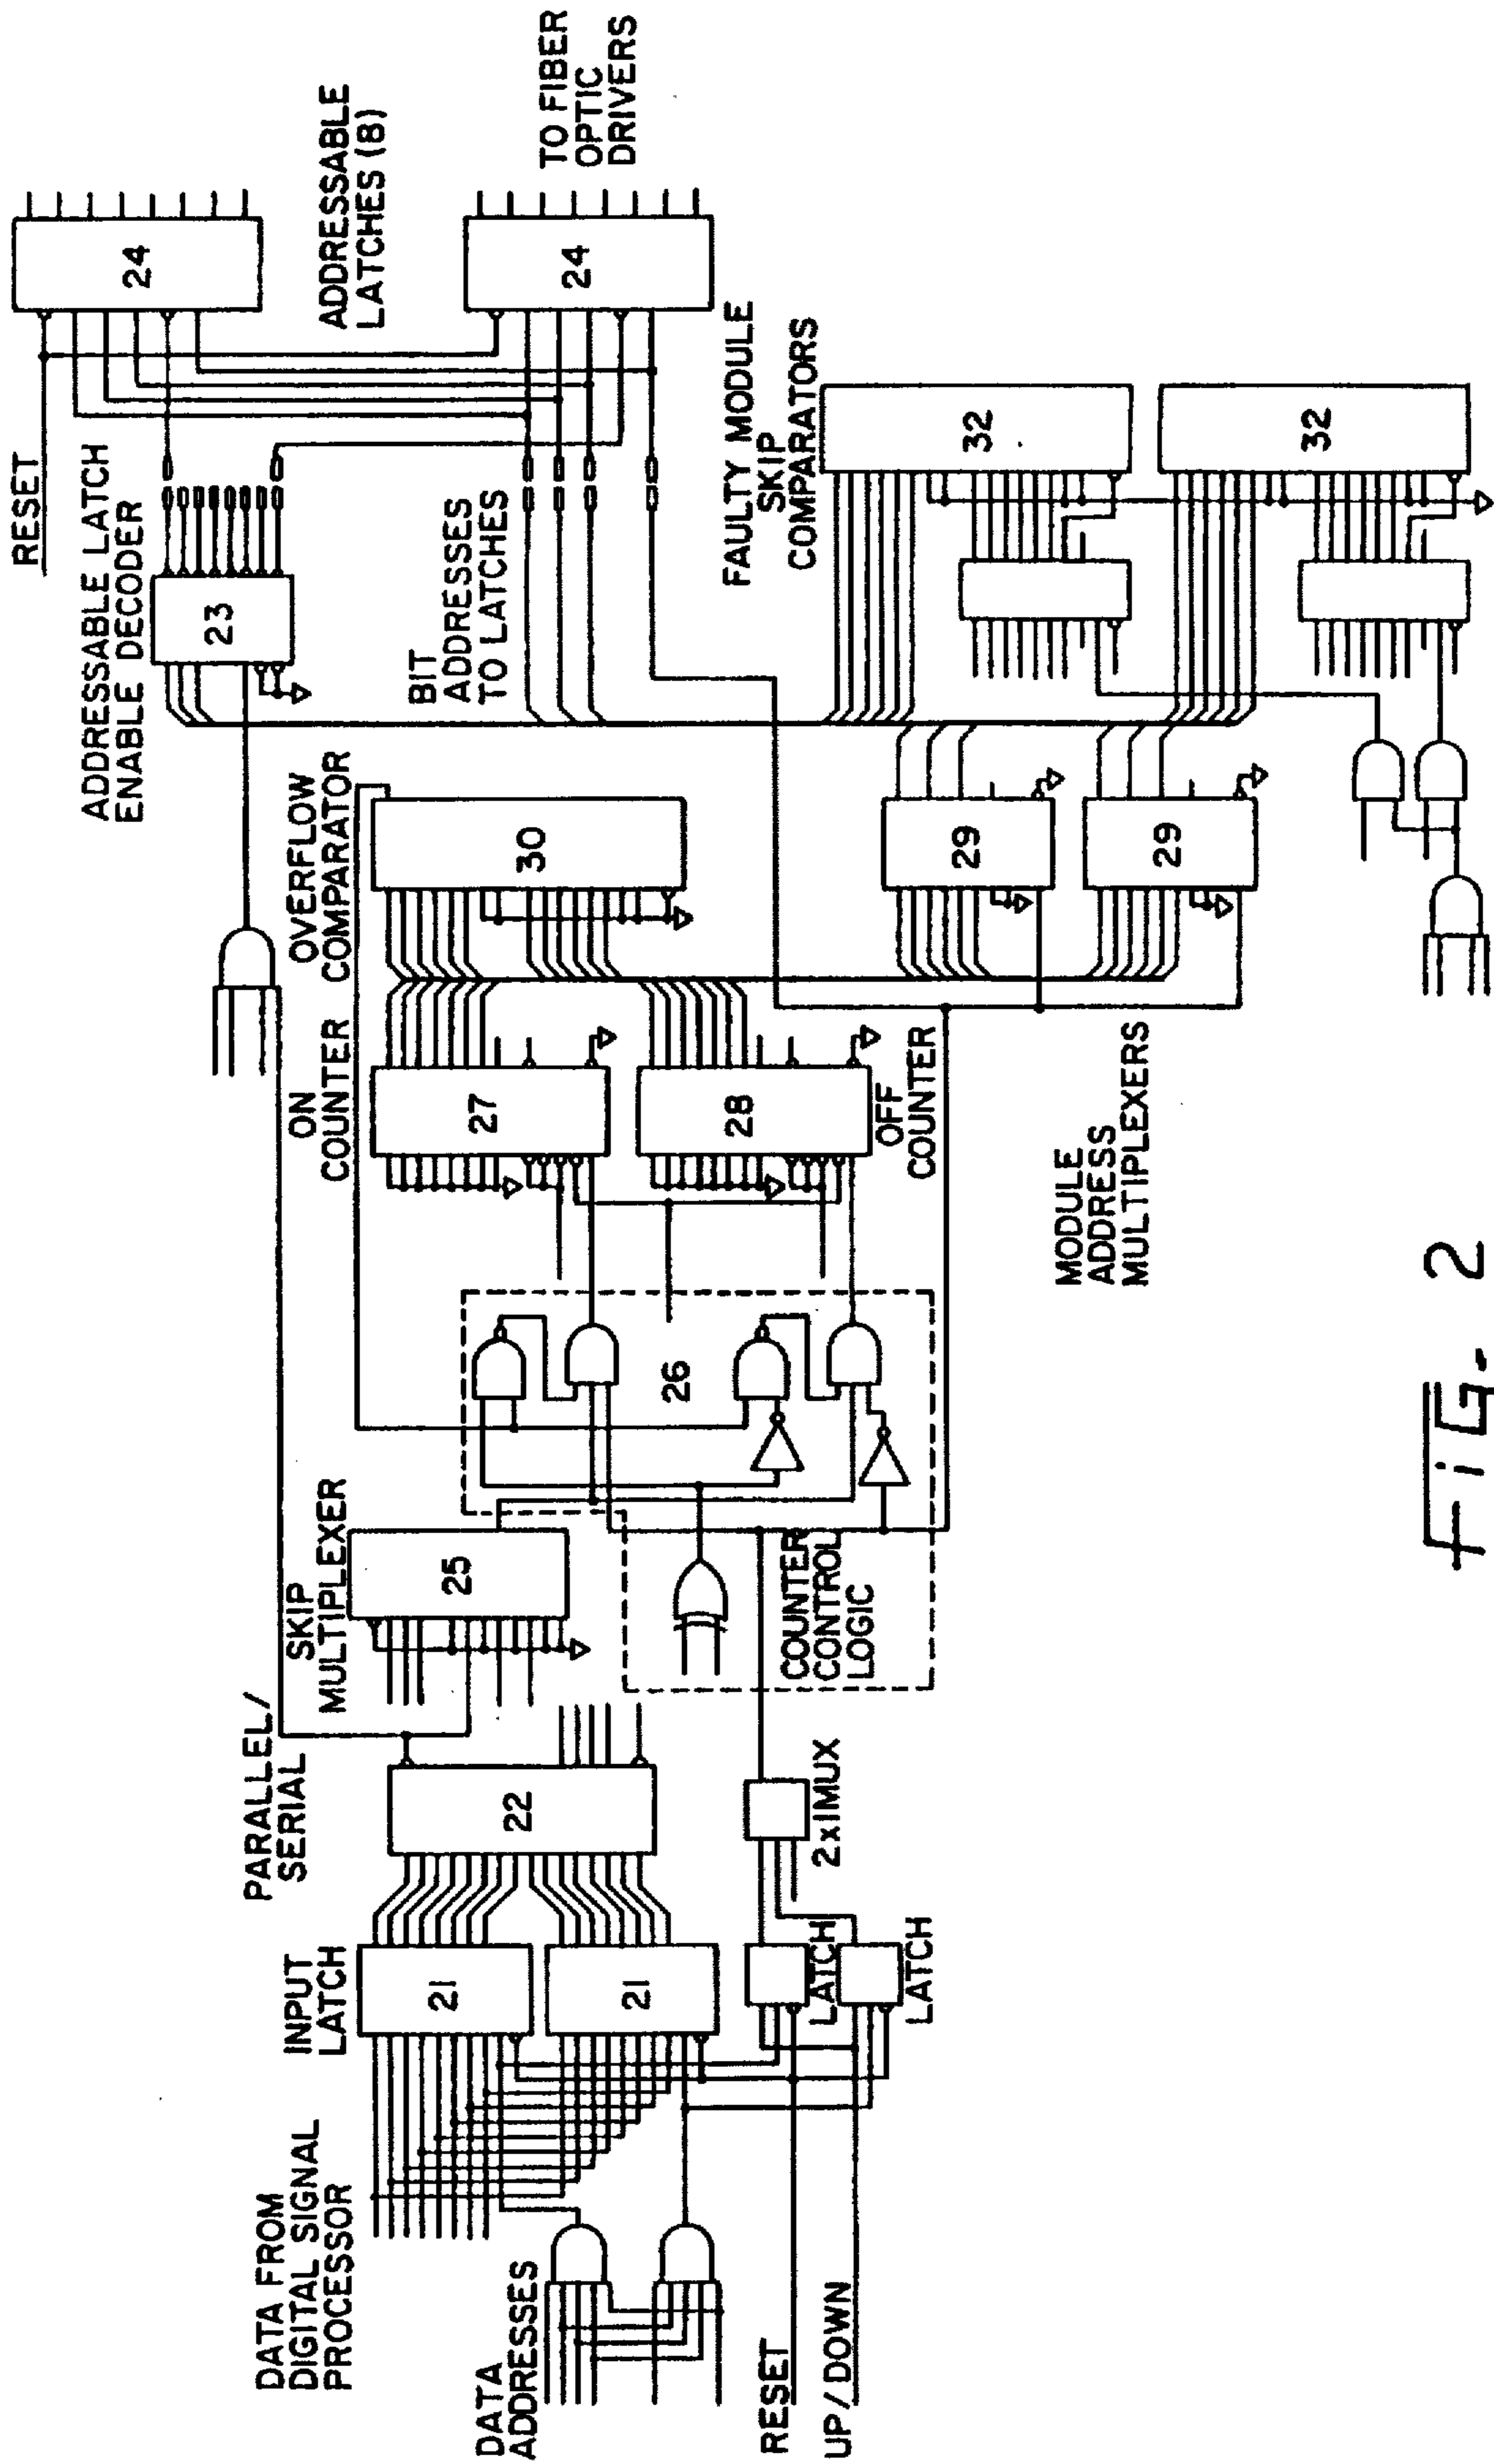 DATA FROM
DIGITAL SIGNAL
PROCESSOR
DATA
ADDRESSES
RESET
UP/DOWN
INPUT
LATCH
21
21
LATCH
LATCH
PARALLEL/
SERIAL
22
2x1MUX
SKIP
MULTIPLEXER
25
COUNTER
CONTROL
LOGIC
26
ON
COUNTER
27
28
OFF
COUNTER
OVERFLOW
COMPARATOR
30
MODULE
ADDRESS
MULTIPLEXERS
29
29
ADDRESSABLE LATCH
ENABLE DECODER
23
BIT
ADDRESSES
TO LATCHES
RESET
24
24
ADDRESSABLE
LATCHES (8)
TO FIBER
OPTIC
DRIVERS
FAULTY MODULE
SKIP
COMPARATORS
32
32
FiG. 2